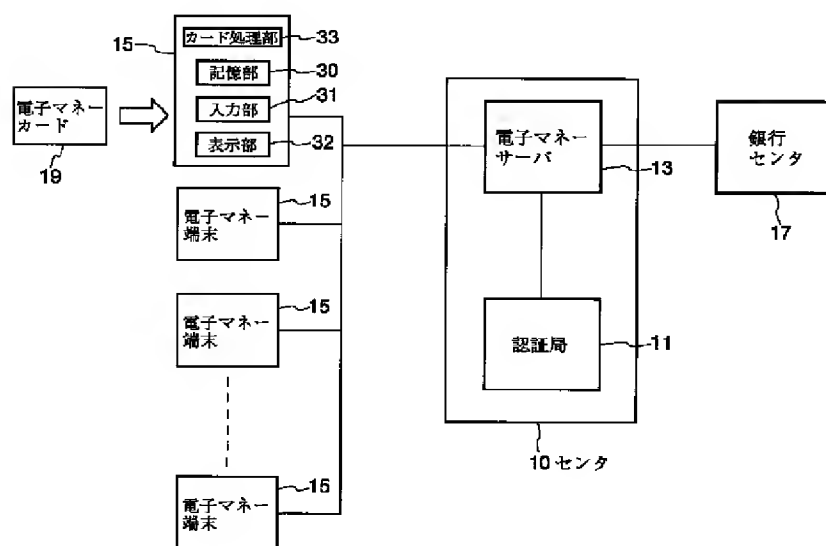 15
カード処理部
33
記憶部
30
入力部
31
表示部
32
電子マネー
カード
19
電子マネー
サーバ
13
銀行
センタ
17
15
電子マネー
端末
15
電子マネー
端末
認証局
11
10 センタ
15
電子マネー
端末